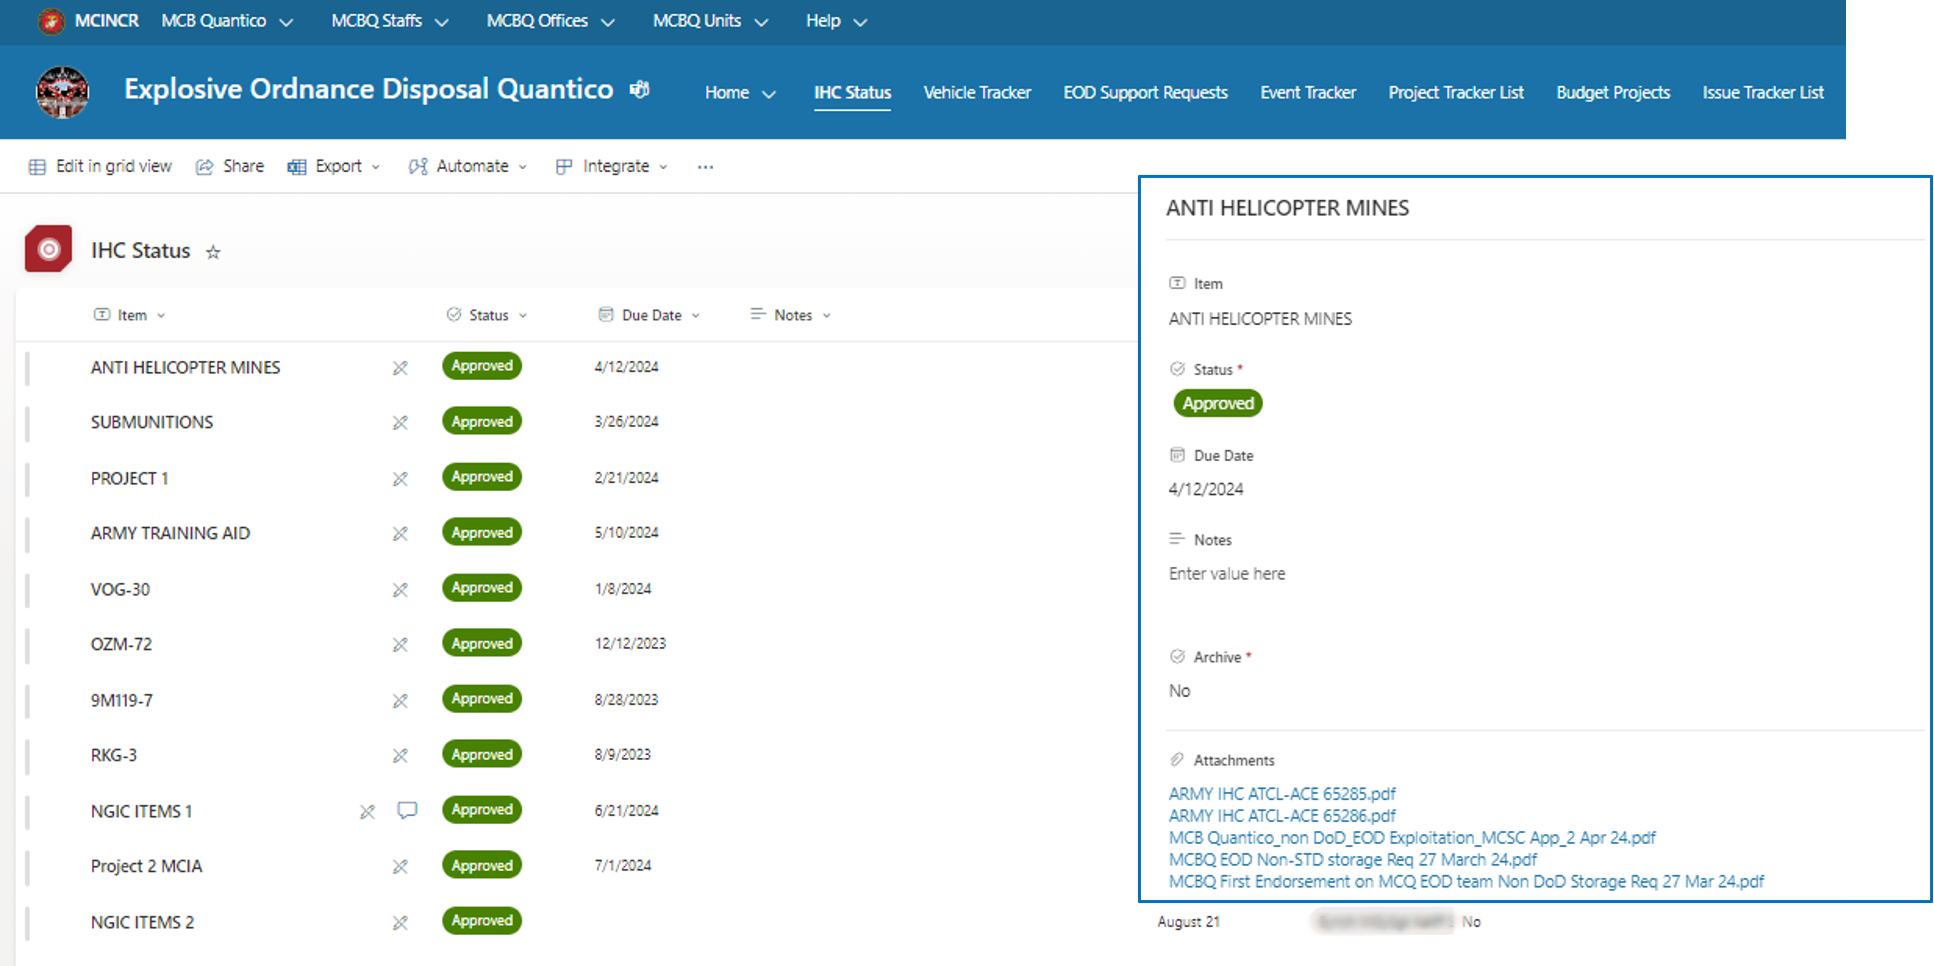 MCINCR MCB Quantico MCBQ Staffs MCBQ Offices MCBQ Units Help
Explosive Ordnance Disposal Quantico Home IHC Status Vehicle Tracker EOD Support Requests Event Tracker Project Tracker List Budget Projects Issue Tracker List
Edit in grid view Share Export Automate Integrate ...
IHC Status
Item Status Due Date Notes
ANTI HELICOPTER MINES Approved 4/12/2024
SUBMUNITIONS Approved 3/26/2024
PROJECT 1 Approved 2/21/2024
ARMY TRAINING AID Approved 5/10/2024
VOG-30 Approved 1/8/2024
OZM-72 Approved 12/12/2023
9M119-7 Approved 8/28/2023
RKG-3 Approved 8/9/2023
NGIC ITEMS 1 Approved 6/21/2024
Project 2 MCIA Approved 7/1/2024
NGIC ITEMS 2 Approved August 21 No
ANTI HELICOPTER MINES
Item
ANTI HELICOPTER MINES
Status *
Approved
Due Date
4/12/2024
Notes
Enter value here
Archive *
No
Attachments
ARMY IHC ATCL-ACE 65285.pdf
ARMY IHC ATCL-ACE 65286.pdf
MCB Quantico_non DoD_EOD Exploitation_MCSC App_2 Apr 24.pdf
MCBQ EOD Non-STD storage Req 27 March 24.pdf
MCBQ First Endorsement on MCQ EOD team Non DoD Storage Req 27 Mar 24.pdf